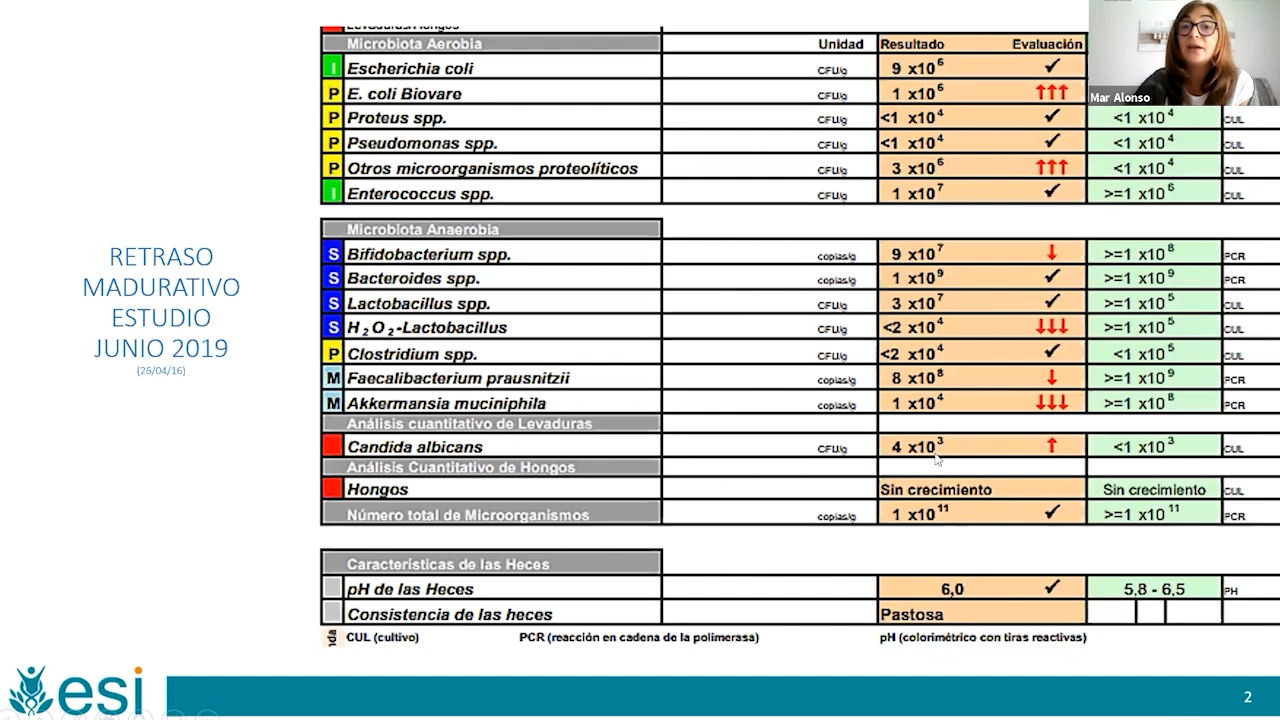 Levaduras/Hongos
Microbiota Aerobia Unidad Resultado Evaluación
I Escherichia coli CFU/g 9 x10⁶ ✓
P E. coli Biovare CFU/g 1 x10⁶ ↑↑↑
Mar Alonso
P Proteus spp. CFU/g <1 x10⁴ ✓ <1 x10⁴ CUL
P Pseudomonas spp. CFU/g <1 x10⁴ ✓ <1 x10⁴ CUL
P Otros microorganismos proteolíticos CFU/g 3 x10⁶ ↑↑↑ <1 x10⁴ CUL
I Enterococcus spp. CFU/g 1 x10⁷ ✓ >=1 x10⁶ CUL
Microbiota Anaerobia
S Bifidobacterium spp. copias/g 9 x10⁷ ↓ >=1 x10⁸ PCR
S Bacteroides spp. copias/g 1 x10⁹ ✓ >=1 x10⁹ PCR
S Lactobacillus spp. CFU/g 3 x10⁷ ✓ >=1 x10⁵ CUL
S H₂O₂-Lactobacillus CFU/g <2 x10⁴ ↓↓↓ >=1 x10⁵ CUL
P Clostridium spp. CFU/g <2 x10⁴ ✓ <1 x10⁵ CUL
M Faecalibacterium prausnitzii copias/g 8 x10⁸ ↓ >=1 x10⁹ PCR
M Akkermansia muciniphila copias/g 1 x10⁴ ↓↓↓ >=1 x10⁸ PCR
Análisis cuantitativo de Levaduras
Candida albicans CFU/g 4 x10³ ↑ <1 x10³ CUL
Análisis Cuantitativo de Hongos
Hongos Sin crecimiento Sin crecimiento CUL
Número total de Microorganismos copias/g 1 x10¹¹ ✓ >=1 x10¹¹ PCR
Características de las Heces
pH de las Heces 6,0 ✓ 5,8 - 6,5 PH
Consistencia de las heces Pastosa
CUL (cultivo) PCR (reacción en cadena de la polimerasa) pH (colorimétrico con tiras reactivas)
RETRASO
MADURATIVO
ESTUDIO
JUNIO 2019
(26/04/16)
esi
2